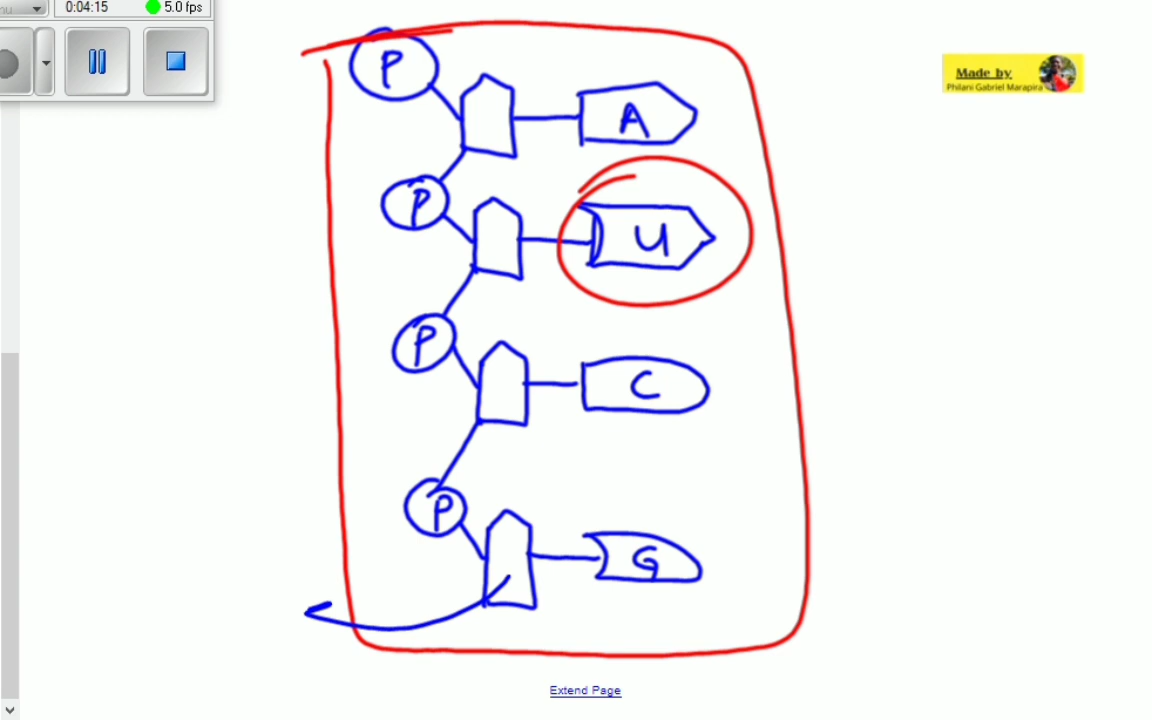 0:04:15
5.0 fps
Made by
Philani Gabriel Marapira
P
A
P
U
P
C
P
G
Extend Page